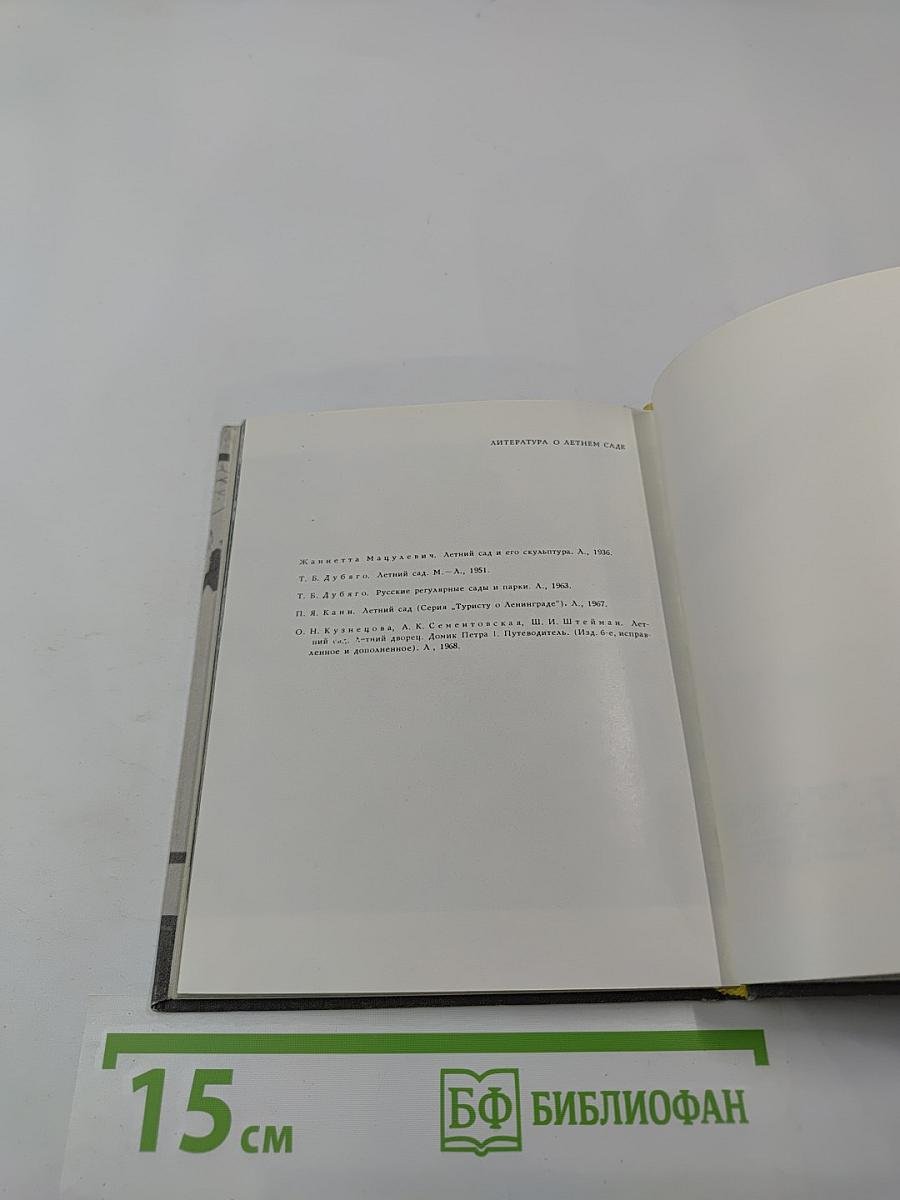 ЛИТЕРАТУРА О ЛЕТНЕМ САДЕ
Жаннетта Мацулевич. Летний сад и его скульптура. Л., 1936.
Т. Б. Дубяго. Летний сад. М.—Л., 1951.
Т. Б. Дубяго. Русские регулярные сады и парки. Л., 1963.
П. Я. Канн. Летний сад (Серия „Туристу о Ленинграде"). Л., 1967.
О. Н. Кузнецова, А. К. Сементовская, Ш. И. Штейман. Лет-
ний сад. Летний дворец. Домик Петра I. Путеводитель. (Изд. 6-е, исправ-
ленное и дополненное). Л., 1968.
15 см
БФ БИБЛИОФАН